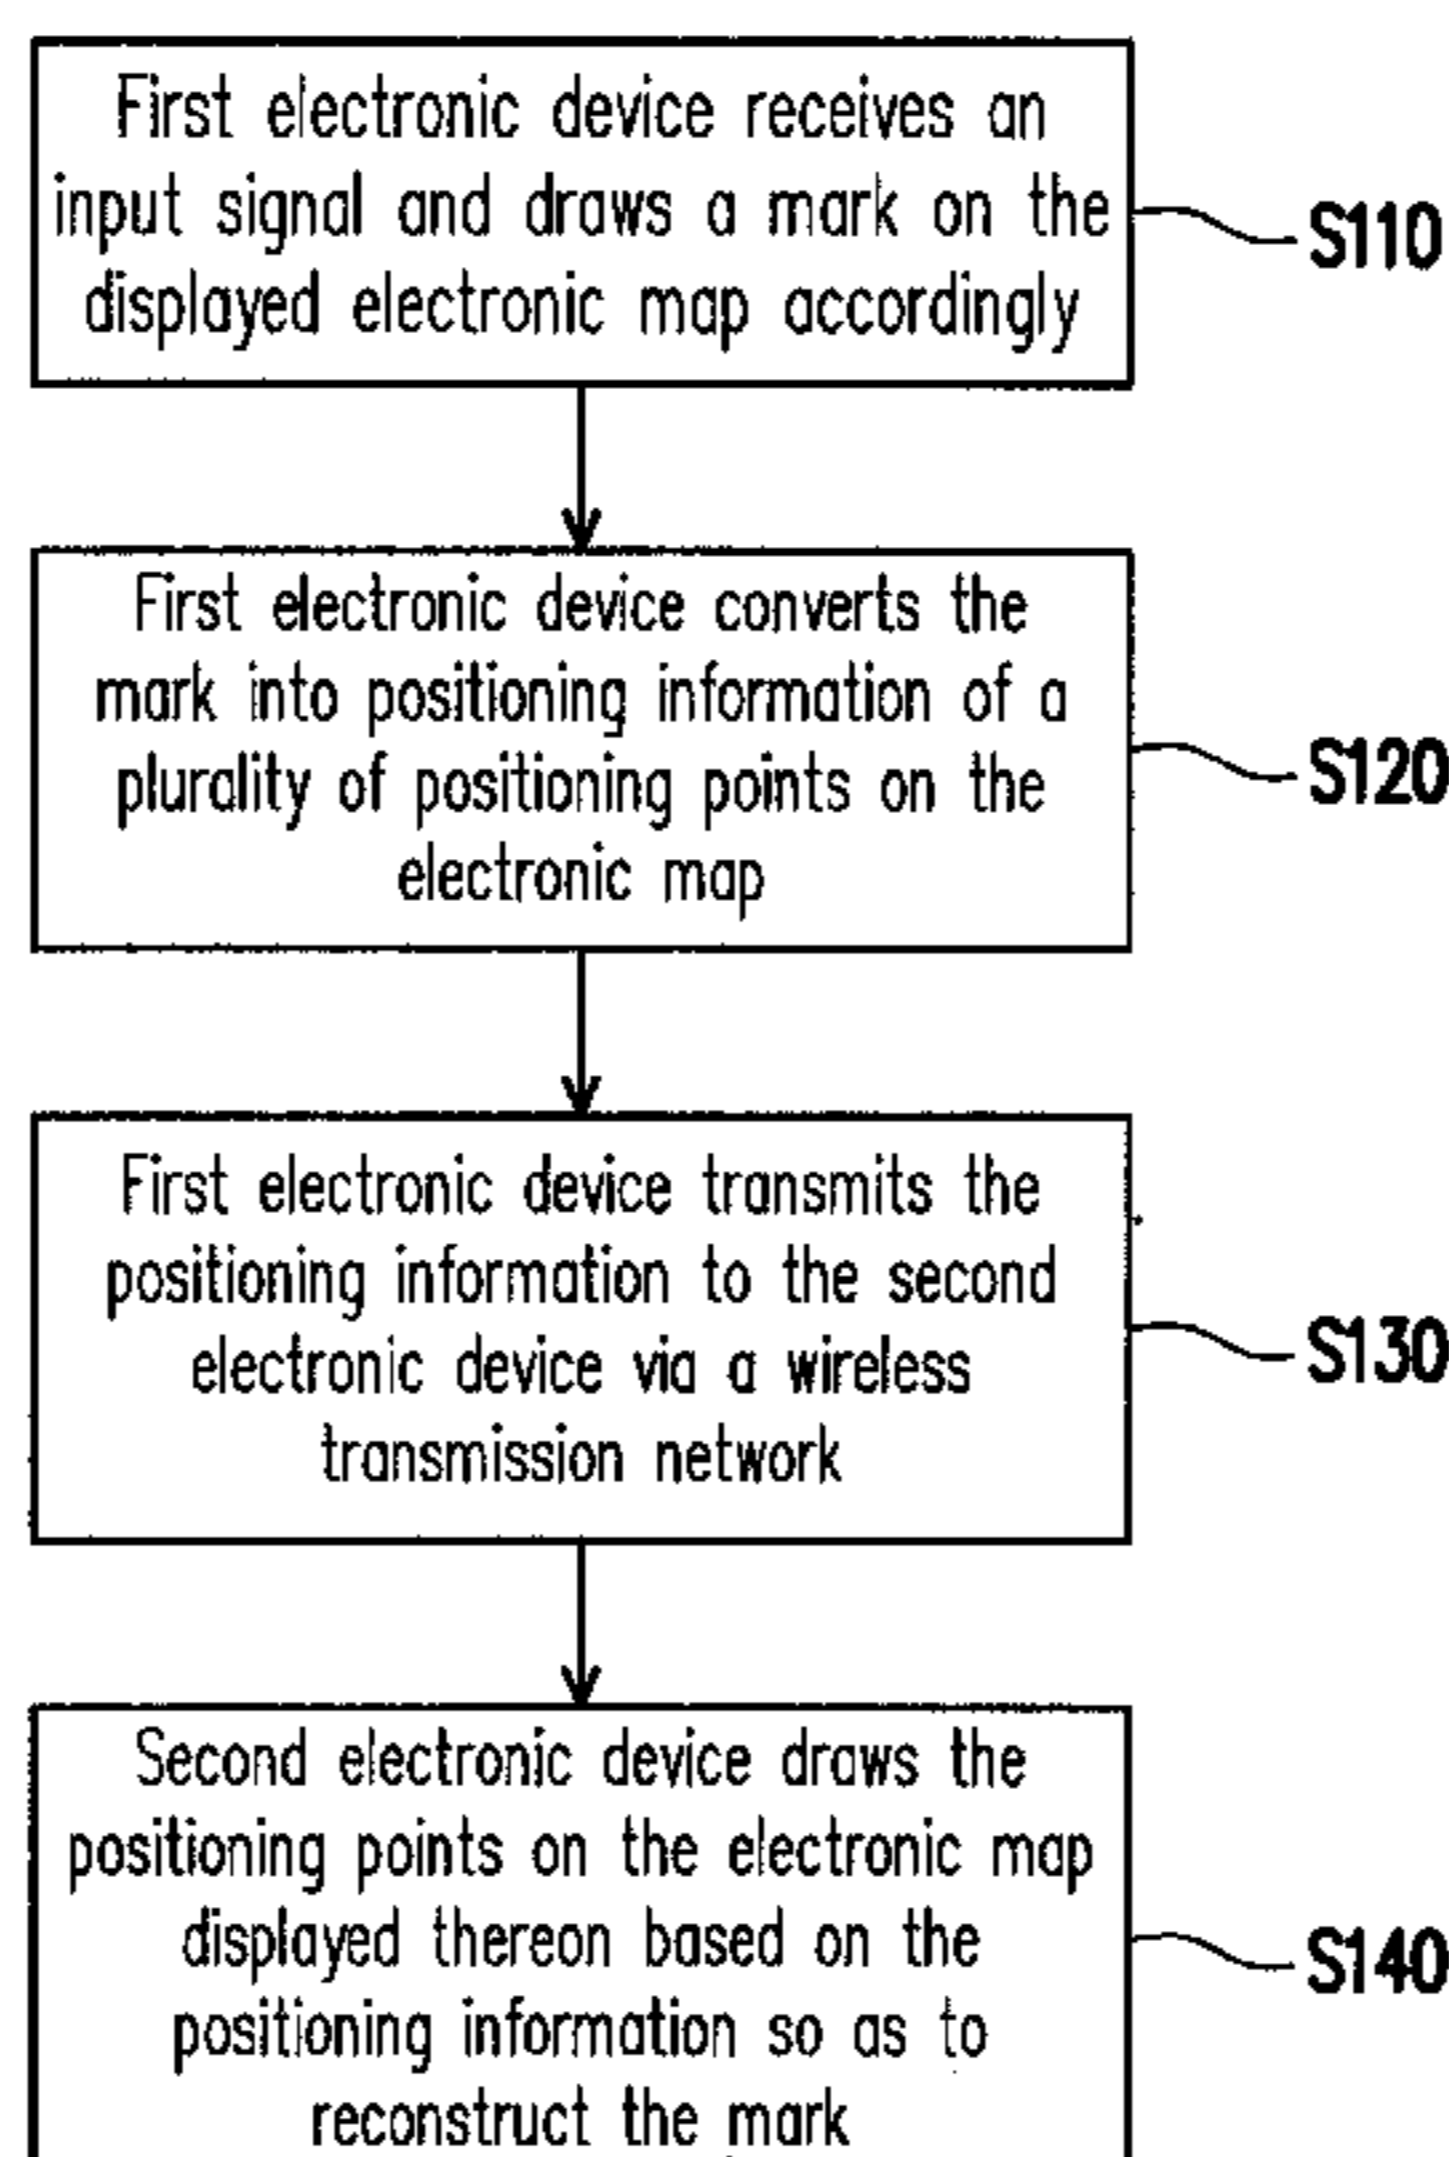 First electronic device receives an
input signal and draws a mark on the
displayed electronic map accordingly
S110
First electronic device converts the
mark into positioning information of a
plurality of positioning points on the
electronic map
S120
First electronic device transmits the
positioning information to the second
electronic device via a wireless
transmission network
S130
Second electronic device draws the
positioning points on the electronic map
displayed thereon based on the
positioning information so as to
reconstruct the mark
S140